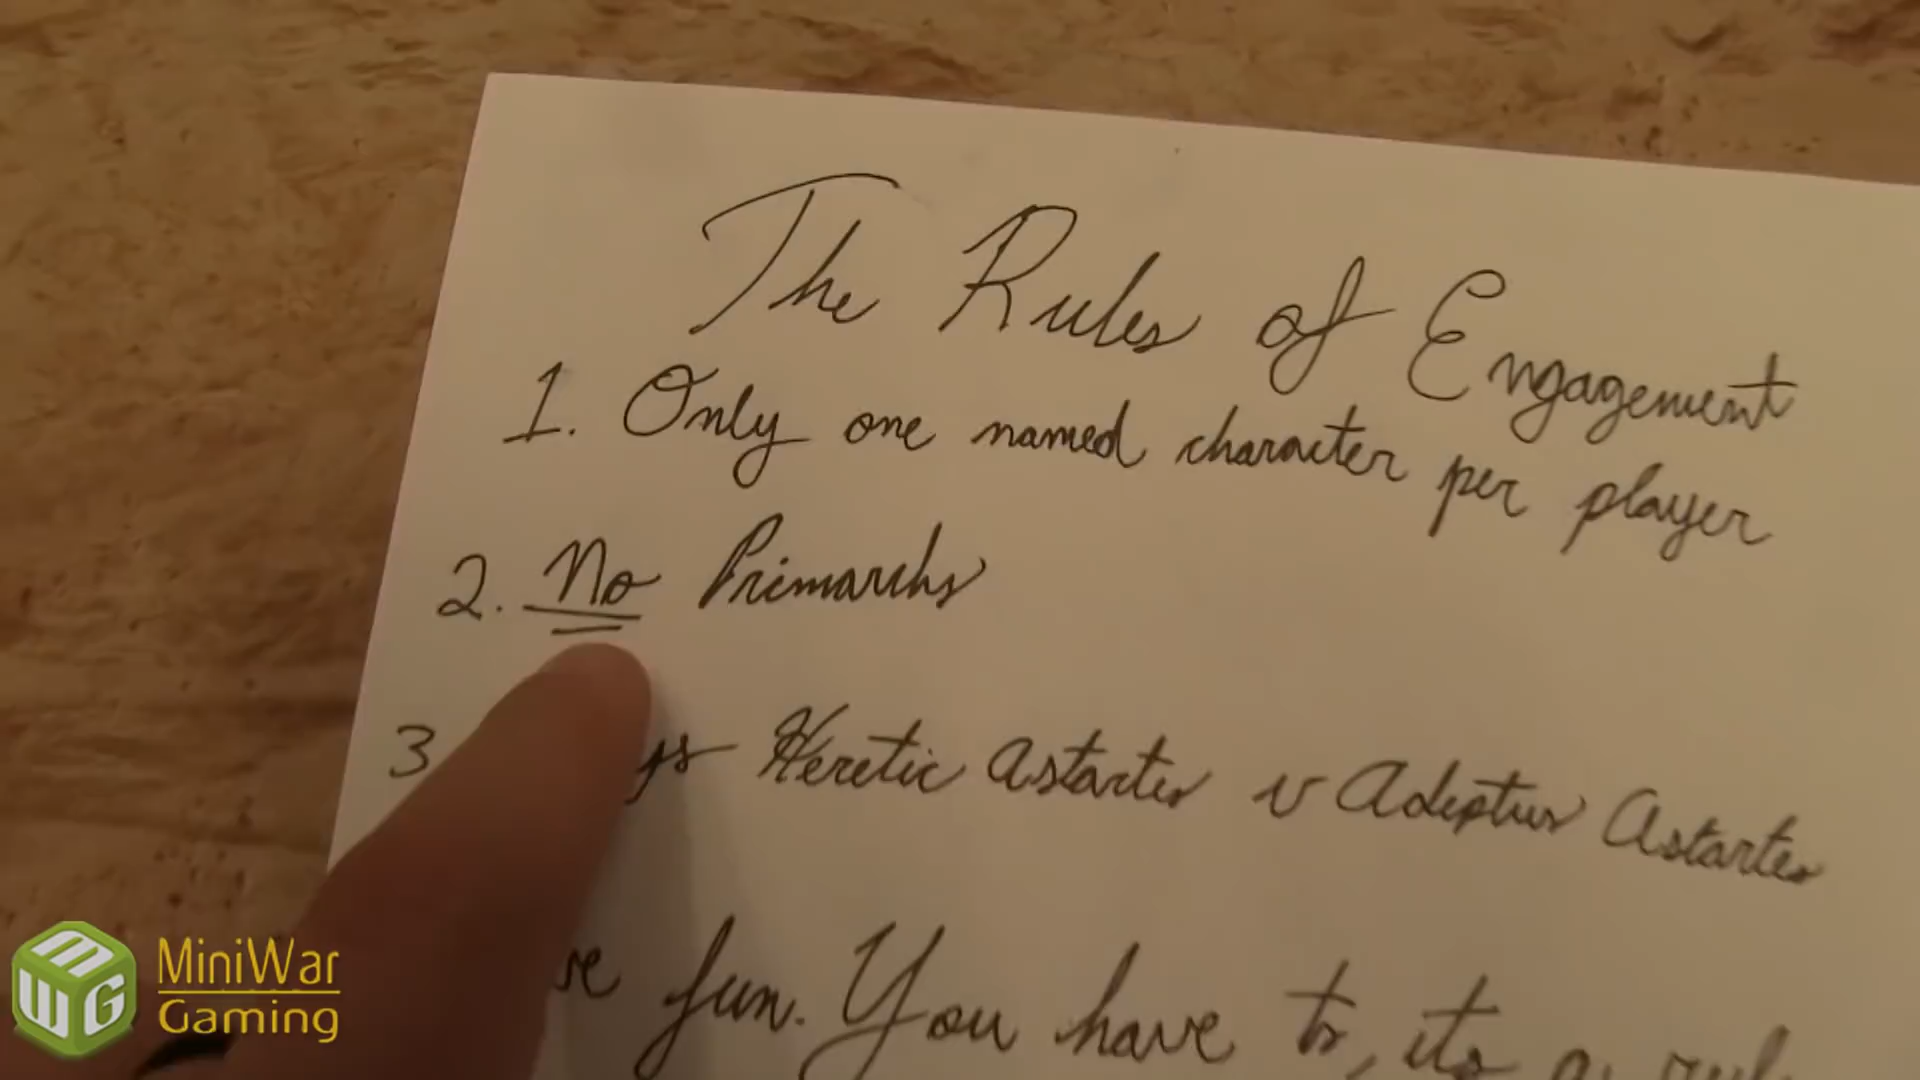 The Rules of Engagement
1. Only one named character per player
2. No Primarchs
3 Heretic Astartes v Adeptus Astartes
fun. You have to, its a
MiniWar
Gaming
MWG